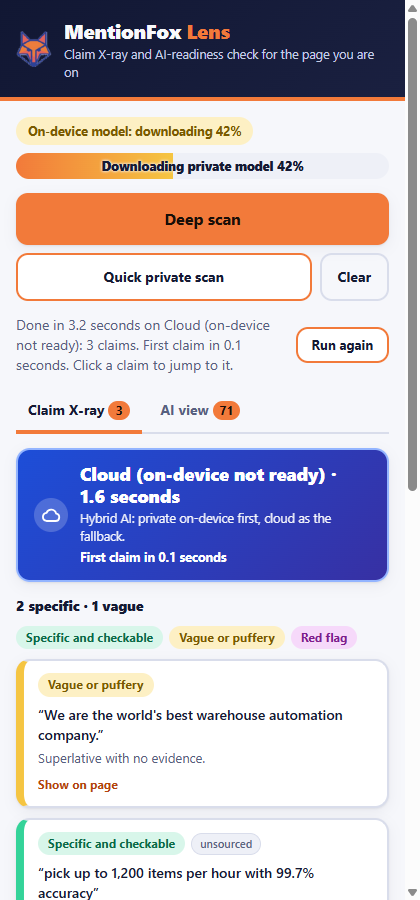 MentionFox Lens
Claim X-ray and AI-readiness check for the page you are
on
On-device model: downloading 42%
Downloading private model 42%
Deep scan
Quick private scan
Clear
Done in 3.2 seconds on Cloud (on-device
not ready): 3 claims. First claim in 0.1
seconds. Click a claim to jump to it.
Run again
Claim X-ray 3
AI view 71
Cloud (on-device not ready) ·
1.6 seconds
Hybrid AI: private on-device first, cloud as the
fallback.
First claim in 0.1 seconds
2 specific · 1 vague
Specific and checkable
Vague or puffery
Red flag
Vague or puffery
“We are the world's best warehouse automation
company.”
Superlative with no evidence.
Show on page
Specific and checkable
unsourced
“pick up to 1,200 items per hour with 99.7%
accuracy”